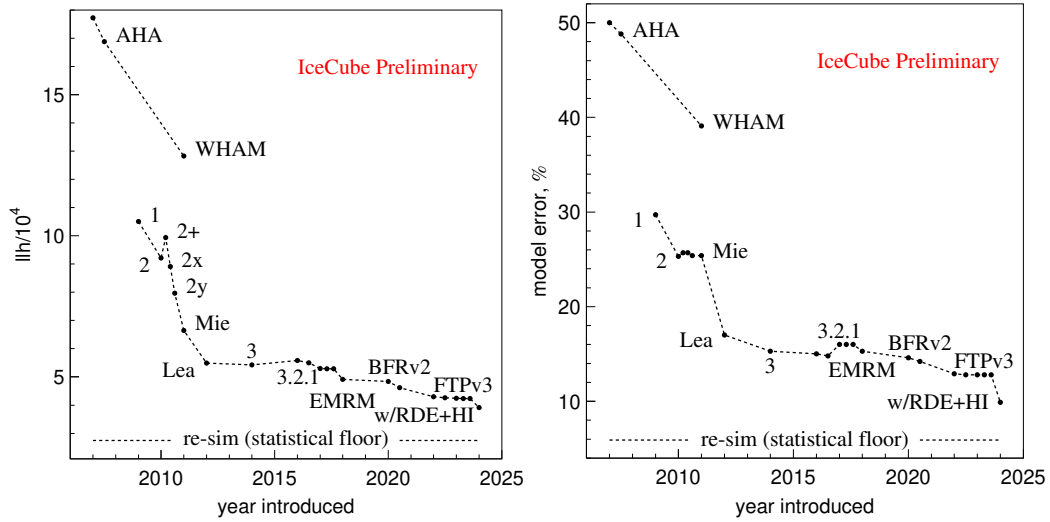 AHA
IceCube Preliminary
15
WHAM
llh/10⁴
10
1
2+
2
2x
2y
Mie
Lea
3
3.2.1
BFRv2
5
EMRM
FTPv3
w/RDE+HI
re-sim (statistical floor)
2010 2015 2020 2025
year introduced
50
AHA
IceCube Preliminary
40
WHAM
model error, %
30
1
2
Mie
20
Lea
3
3.2.1
BFRv2
EMRM
FTPv3
10
w/RDE+HI
re-sim (statistical floor)
2010 2015 2020 2025
year introduced